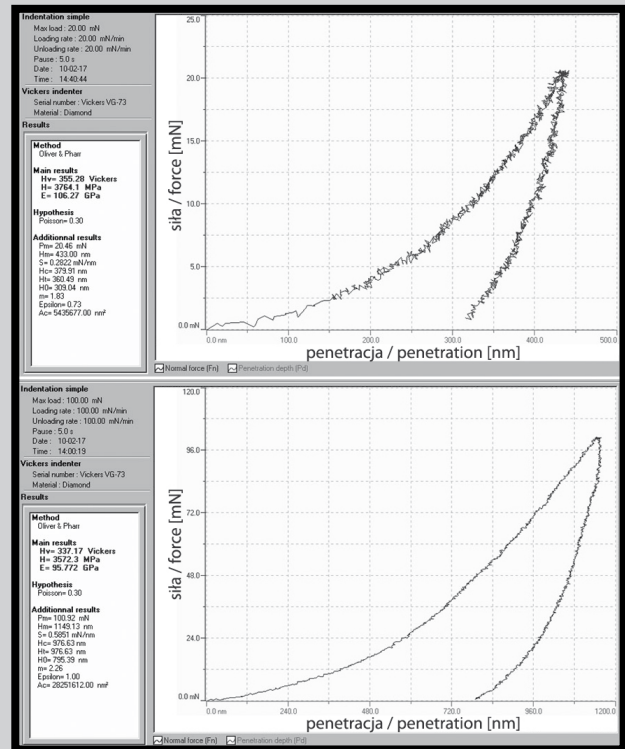 Indentation simple
Max load : 20.00 mN
Loading rate : 20.00 mN/min
Unloading rate : 20.00 mN/min
Pause : 5.0 s
Date : 10-02-17
Time : 14:40:44
Vickers indenter
Serial number : Vickers VG-73
Material : Diamond
Results
Method
Oliver & Pharr
Main results
Hv= 355.28 Vickers
H= 3764.1 MPa
E= 106.27 GPa
Hypothesis
Poisson= 0.30
Additionnal results
Pm= 20.46 mN
Hm= 433.00 nm
S= 0.2822 mN/nm
Hc= 379.91 nm
Ht= 360.49 nm
H0= 309.04 nm
m= 1.83
Epsilon= 0.73
Ac= 5435677.00 nm²
siła / force [mN]
25.0
20.0
15.0
10.0
5.0
0.0 mN
0.0 nm 100.0 200.0 300.0 400.0 500.0
penetracja / penetration [nm]
Normal force (Fn) Penetration depth (Pd)
Indentation simple
Max load : 100.00 mN
Loading rate : 100.00 mN/min
Unloading rate : 100.00 mN/min
Pause : 5.0 s
Date : 10-02-17
Time : 14:00:19
Vickers indenter
Serial number : Vickers VG-73
Material : Diamond
Results
Method
Oliver & Pharr
Main results
Hv= 337.17 Vickers
H= 3572.3 MPa
E= 95.772 GPa
Hypothesis
Poisson= 0.30
Additionnal results
Pm= 100.92 mN
Hm= 1149.13 nm
S= 0.5851 mN/nm
Hc= 976.63 nm
Ht= 976.63 nm
H0= 795.39 nm
m= 2.26
Epsilon= 1.00
Ac= 28251612.00 nm²
siła / force [mN]
120.0
96.0
72.0
48.0
24.0
0.0 mN
0.0 nm 240.0 480.0 720.0 960.0 1200.0
penetracja / penetration [nm]
Normal force (Fn) Penetration depth (Pd)